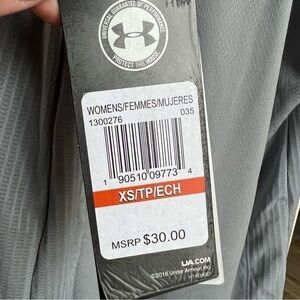 UNIVERSAL GUARANTEE OF PERFORMANCE
PROTECT THIS HOUSE
WOMENS/FEMMES/MUJERES
1300276 035
1 90510 09773 4
XS/TP/ECH
MSRP $30.00
UA.COM
©2016 Under Armour, Inc.